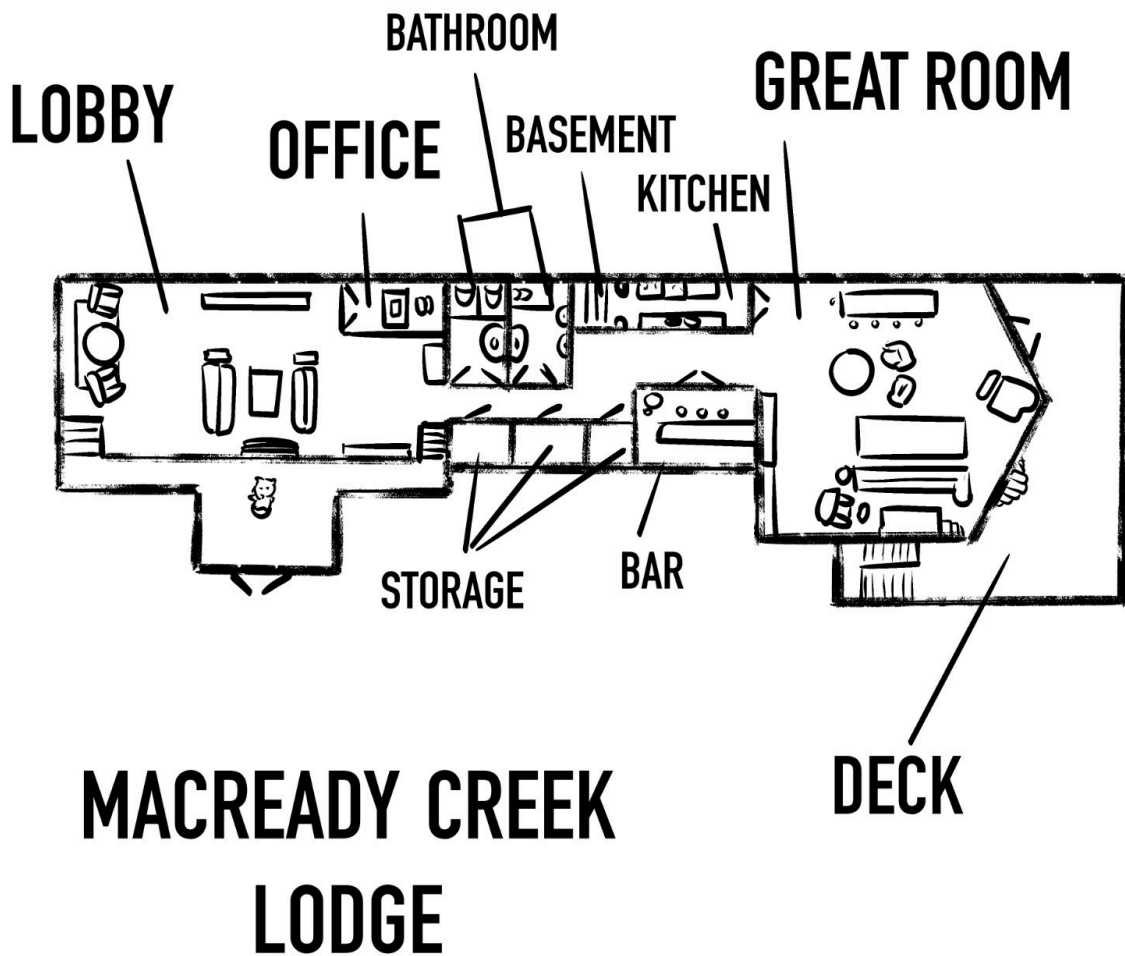 BATHROOM
LOBBY
GREAT ROOM
OFFICE
BASEMENT
KITCHEN
STORAGE
BAR
DECK
MACREADY CREEK
LODGE